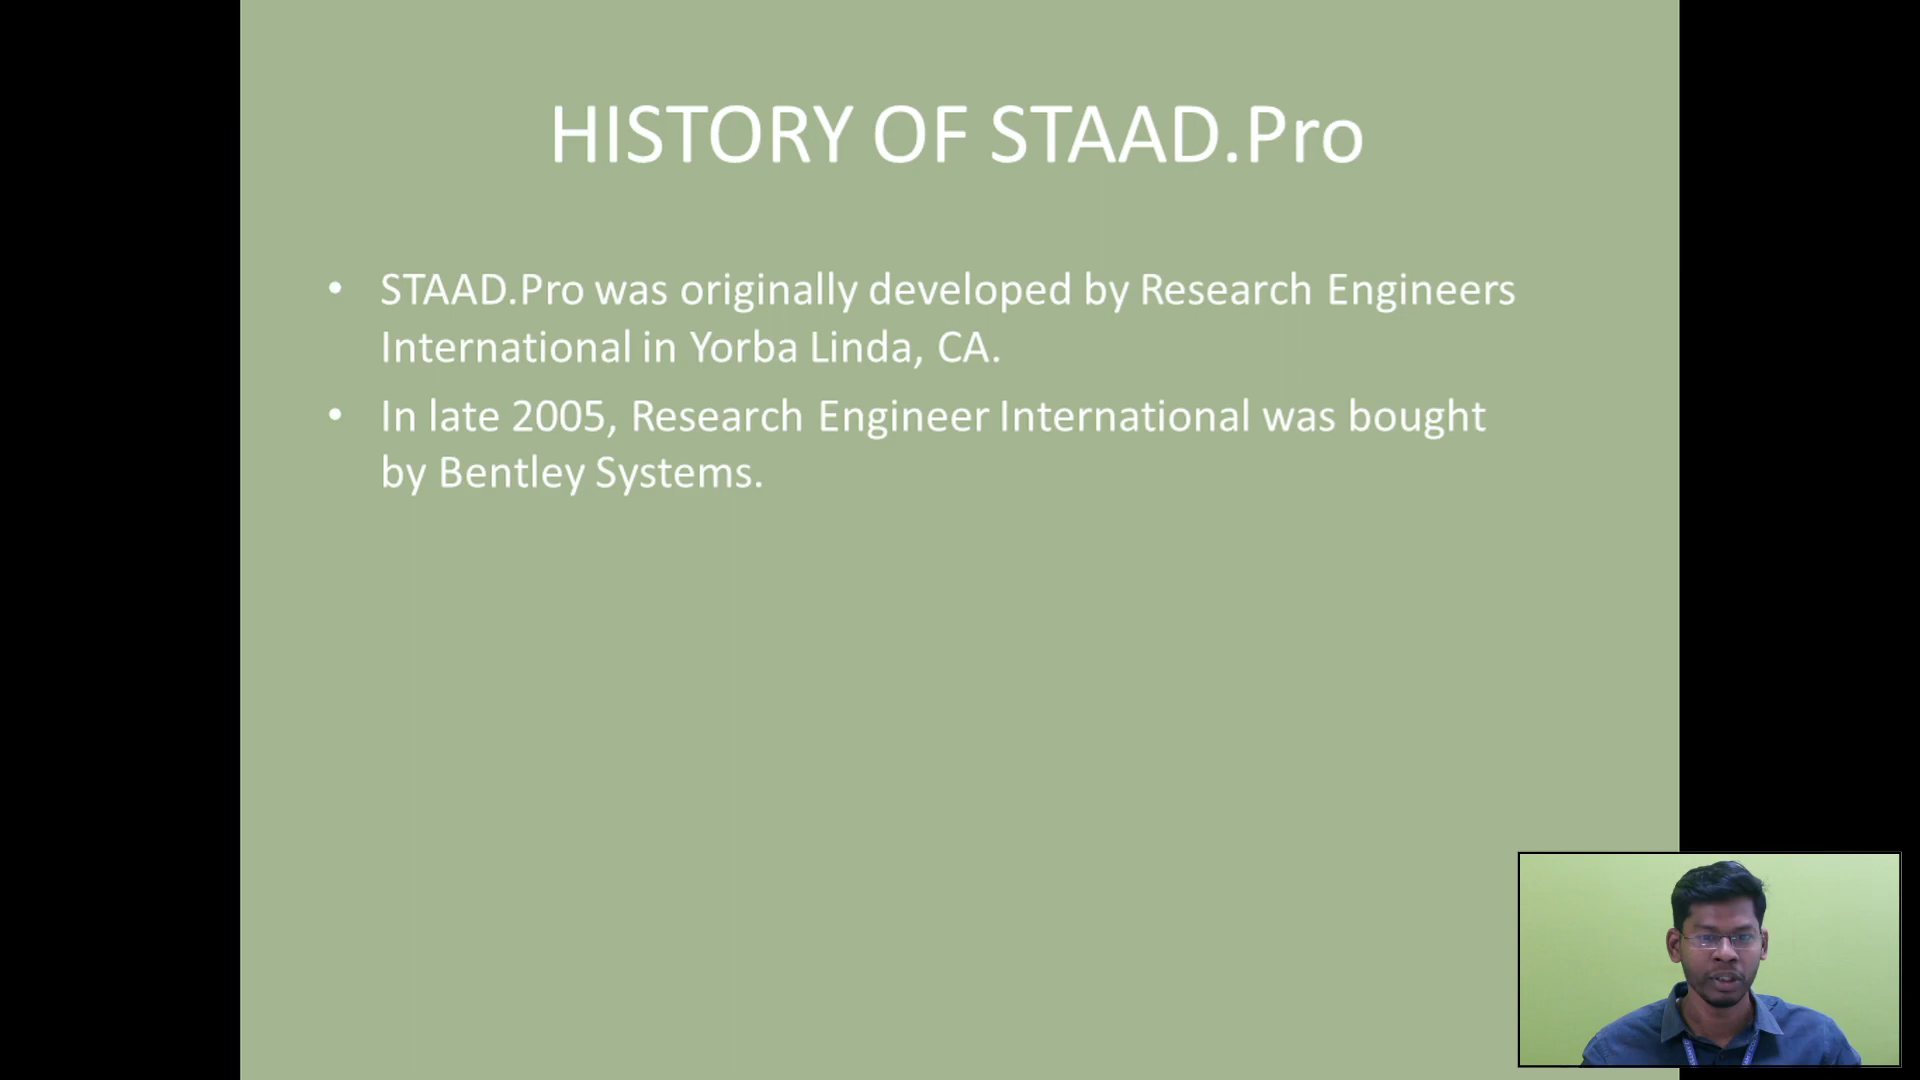 HISTORY OF STAAD.Pro
• STAAD.Pro was originally developed by Research Engineers
International in Yorba Linda, CA.
• In late 2005, Research Engineer International was bought
by Bentley Systems.